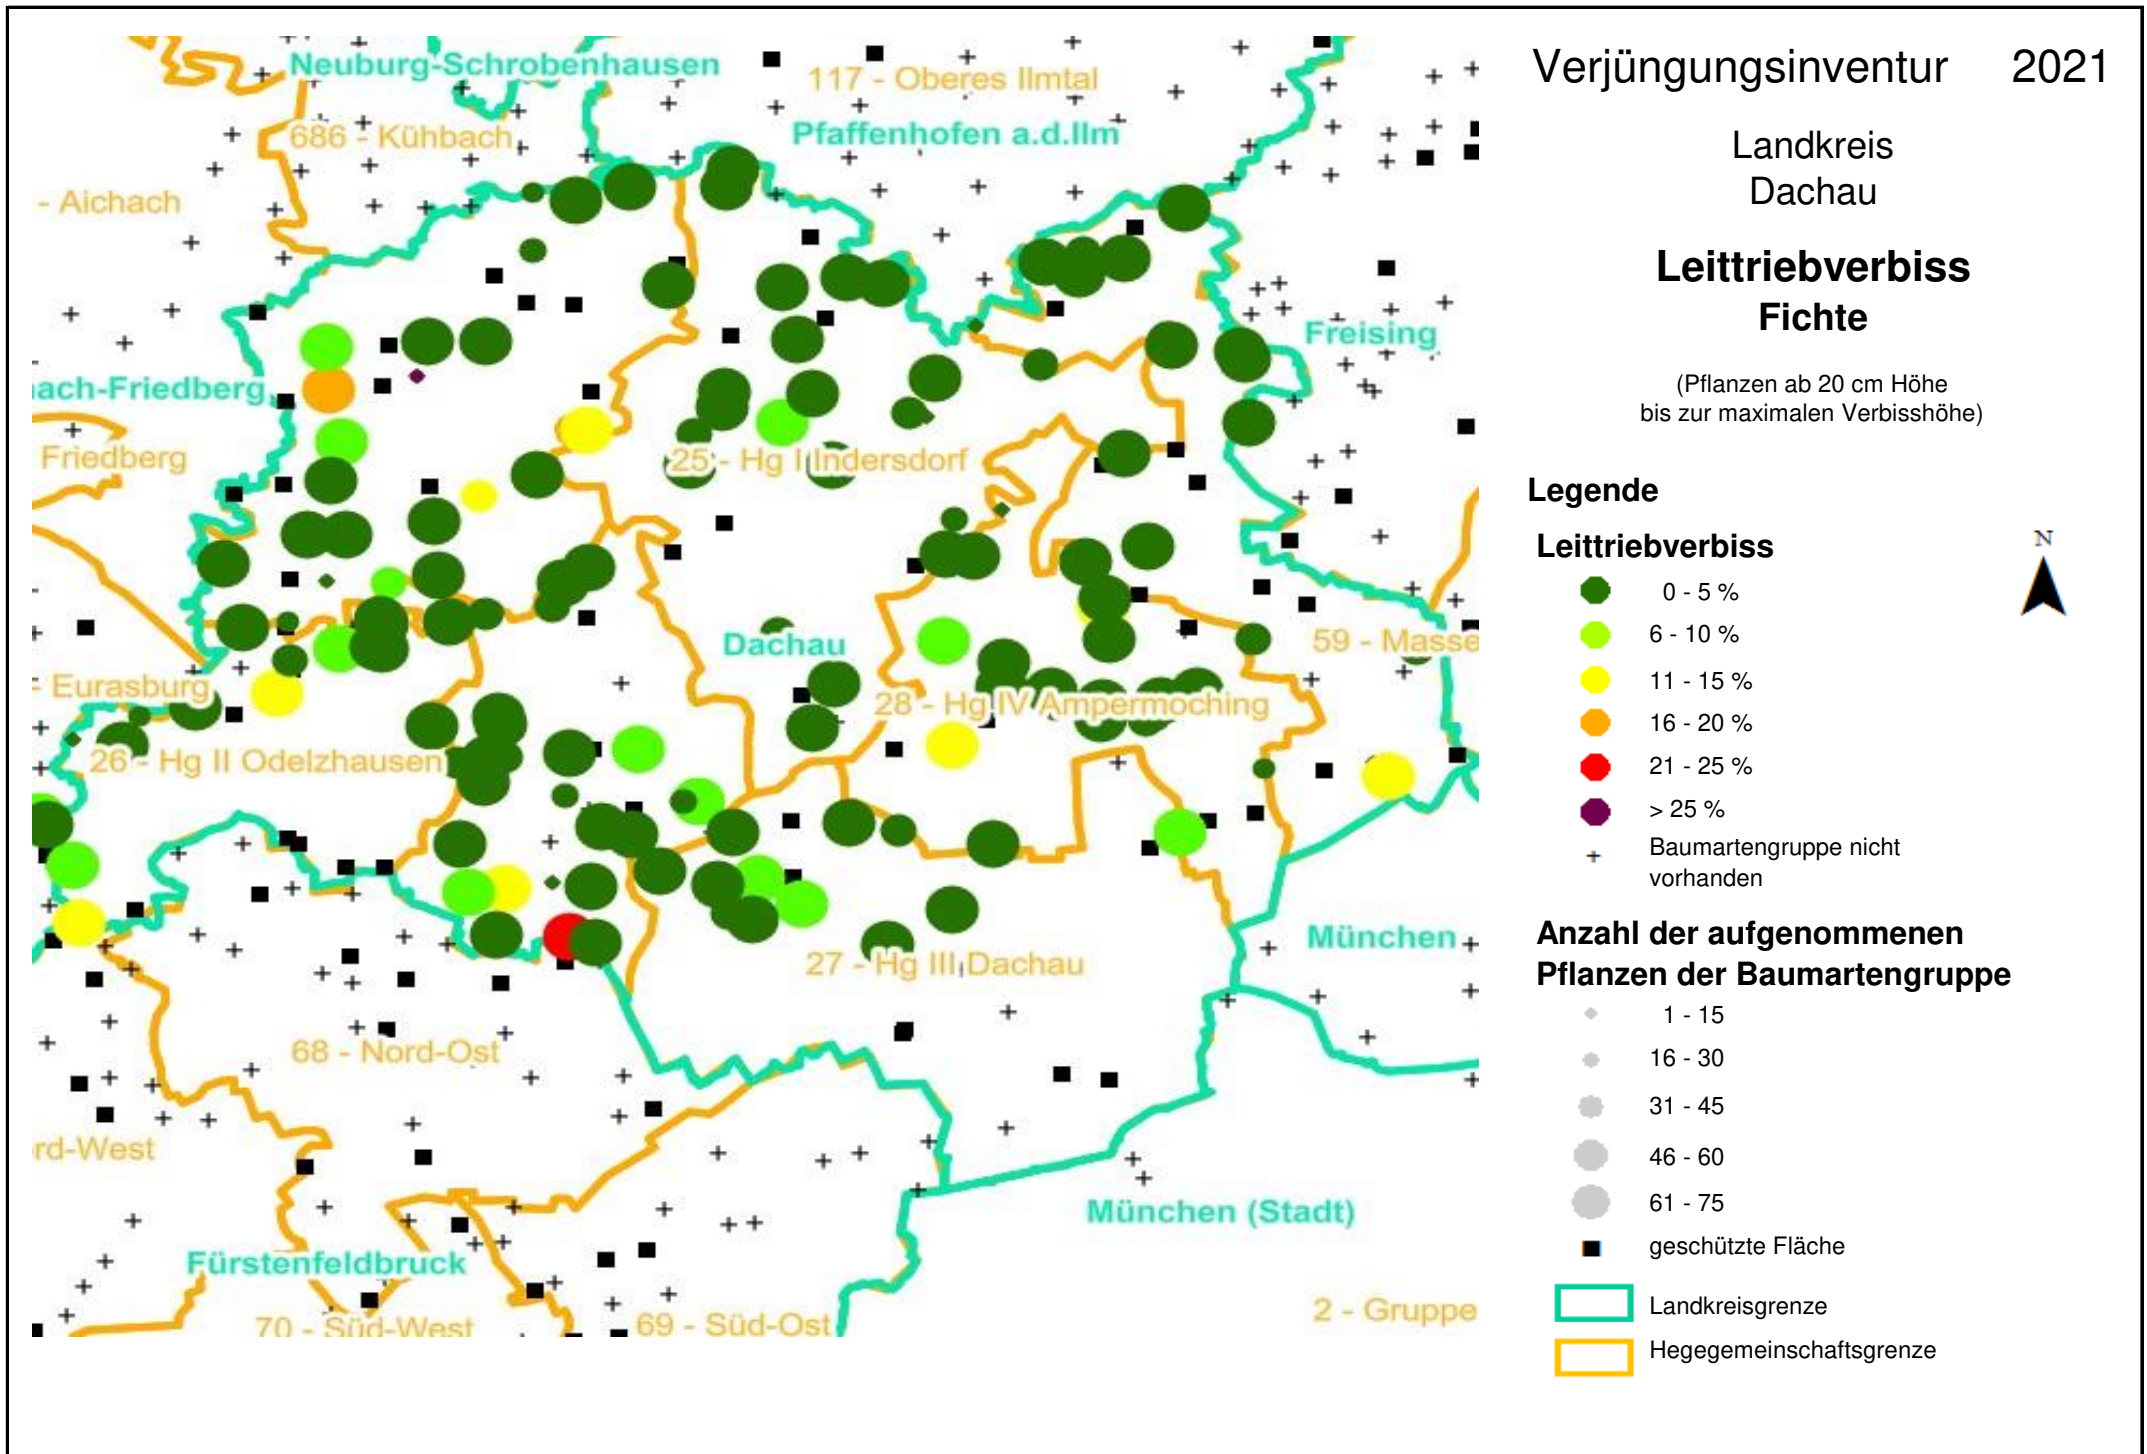 Verjüngungsinventur 2021
Landkreis
Dachau
Leittriebverbiss
Fichte
(Pflanzen ab 20 cm Höhe
bis zur maximalen Verbisshöhe)
Legende
Leittriebverbiss
0 - 5 %
6 - 10 %
11 - 15 %
16 - 20 %
21 - 25 %
> 25 %
Baumartengruppe nicht
vorhanden
N
Anzahl der aufgenommenen
Pflanzen der Baumartengruppe
1 - 15
16 - 30
31 - 45
46 - 60
61 - 75
geschützte Fläche
Landkreisgrenze
Hegegemeinschaftsgrenze
Neuburg-Schrobenhausen
117 - Oberes Ilmtal
686 - Kühbach
Pfaffenhofen a.d.Ilm
- Aichach
Freising
ach-Friedberg
Friedberg
25 - Hg I Indersdorf
Dachau
59 - Masse
- Eurasburg
28 - Hg IV Ampermoching
26 - Hg II Odelzhausen
München
27 - Hg III Dachau
68 - Nord-Ost
rd-West
München (Stadt)
Fürstenfeldbruck
2 - Gruppe
70 - Süd-West
69 - Süd-Ost